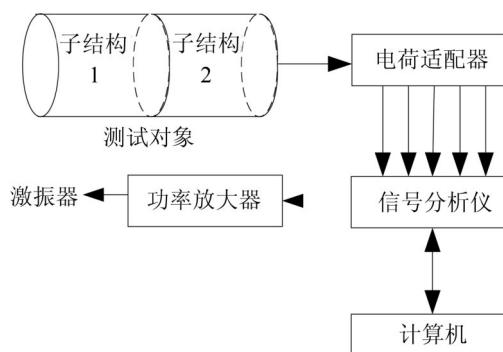 子结构
1
子结构
2
测试对象
电荷适配器
激振器
功率放大器
信号分析仪
计算机